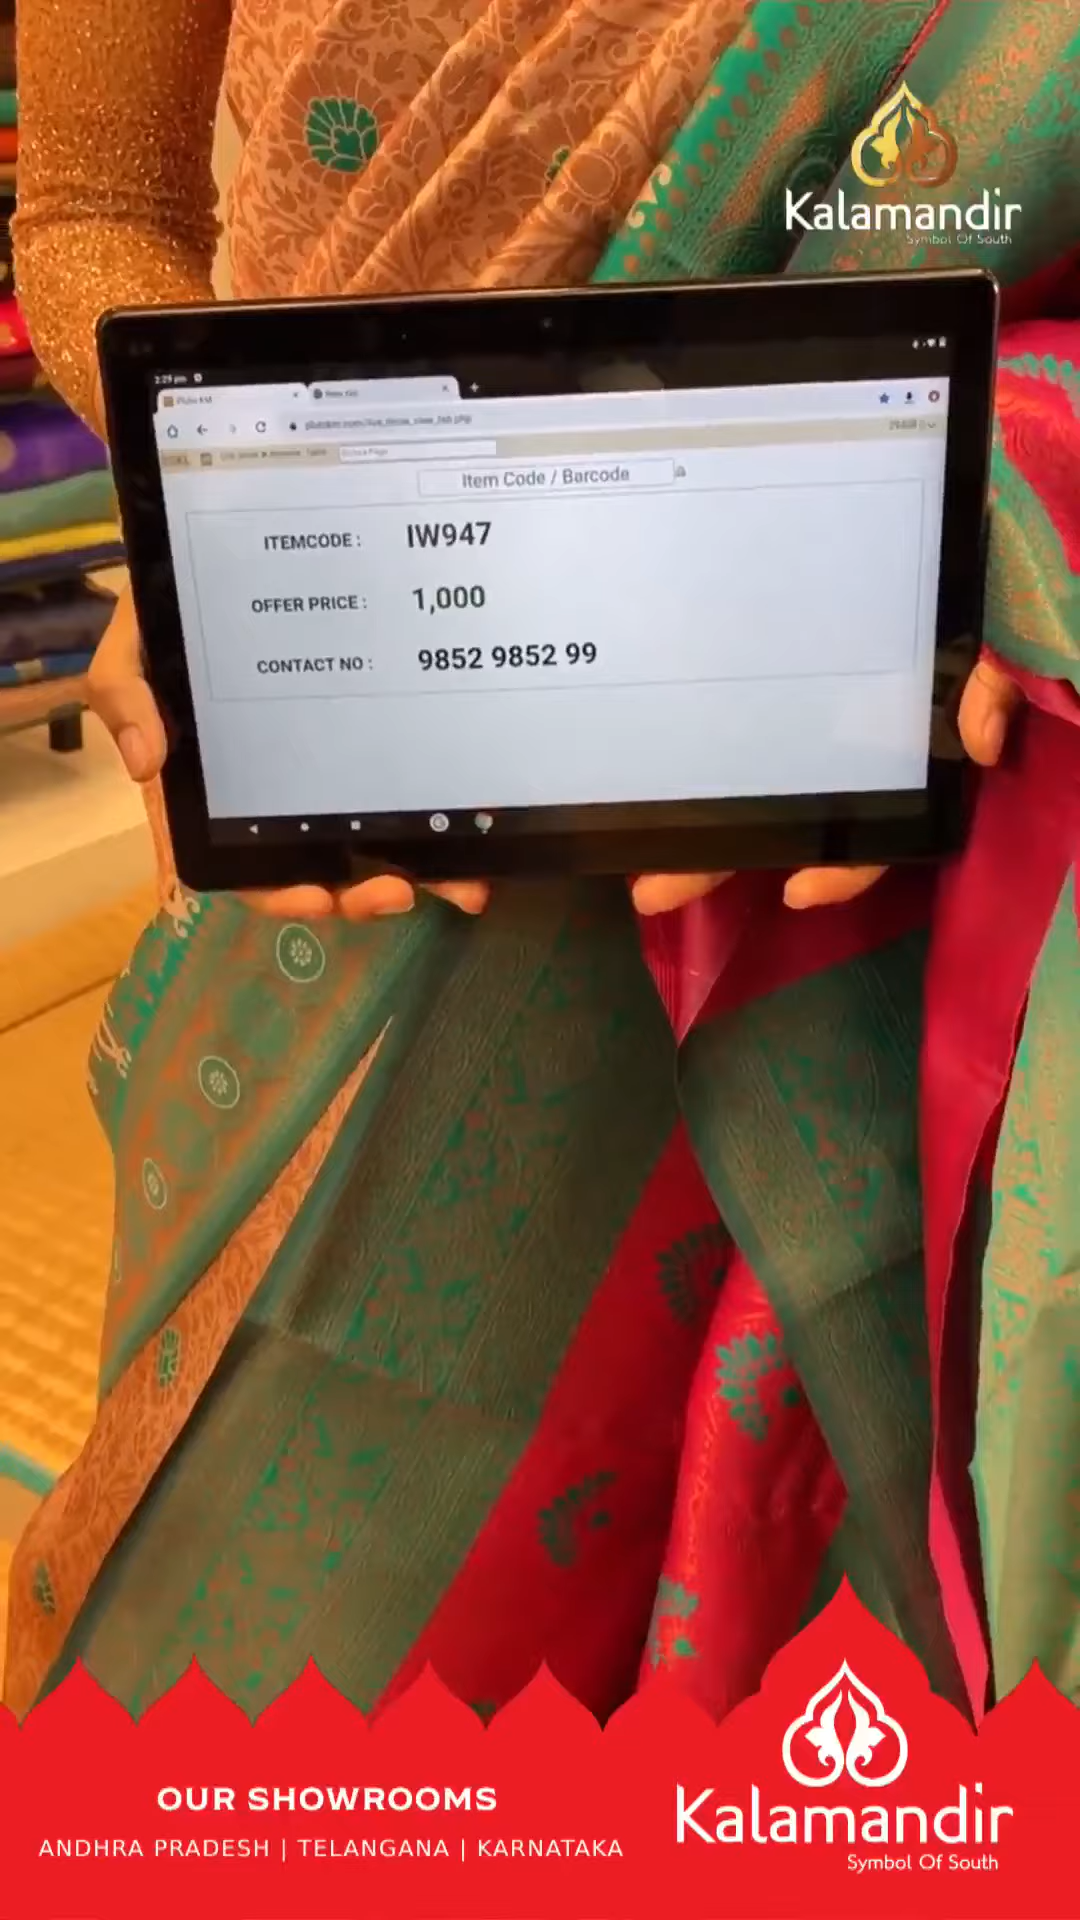 Kalamandir
Symbol Of South
Item Code / Barcode
ITEMCODE : IW947
OFFER PRICE : 1,000
CONTACT NO : 9852 9852 99
OUR SHOWROOMS
ANDHRA PRADESH | TELANGANA | KARNATAKA
Kalamandir
Symbol Of South